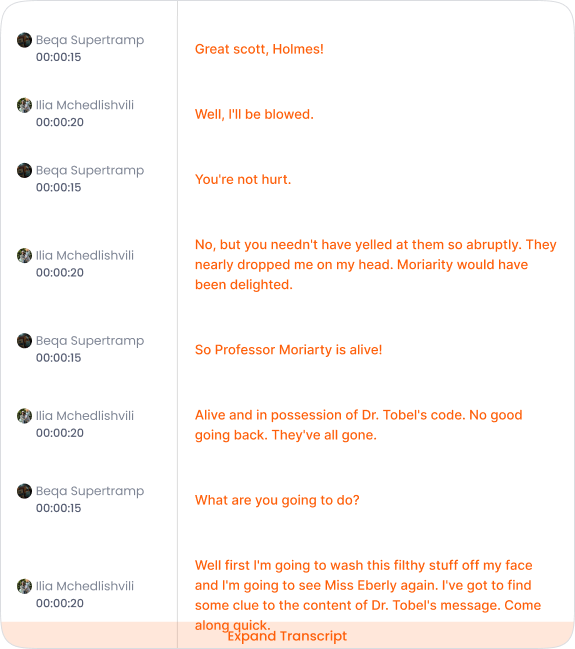 Beqa Supertramp
00:00:15
Great scott, Holmes!
Ilia Mchedlishvili
00:00:20
Well, I'll be blowed.
Beqa Supertramp
00:00:15
You're not hurt.
Ilia Mchedlishvili
00:00:20
No, but you needn't have yelled at them so abruptly. They
nearly dropped me on my head. Moriarity would have
been delighted.
Beqa Supertramp
00:00:15
So Professor Moriarty is alive!
Ilia Mchedlishvili
00:00:20
Alive and in possession of Dr. Tobel's code. No good
going back. They've all gone.
Beqa Supertramp
00:00:15
What are you going to do?
Ilia Mchedlishvili
00:00:20
Well first I'm going to wash this filthy stuff off my face
and I'm going to see Miss Eberly again. I've got to find
some clue to the content of Dr. Tobel's message. Come
along quick.
Expand Transcript